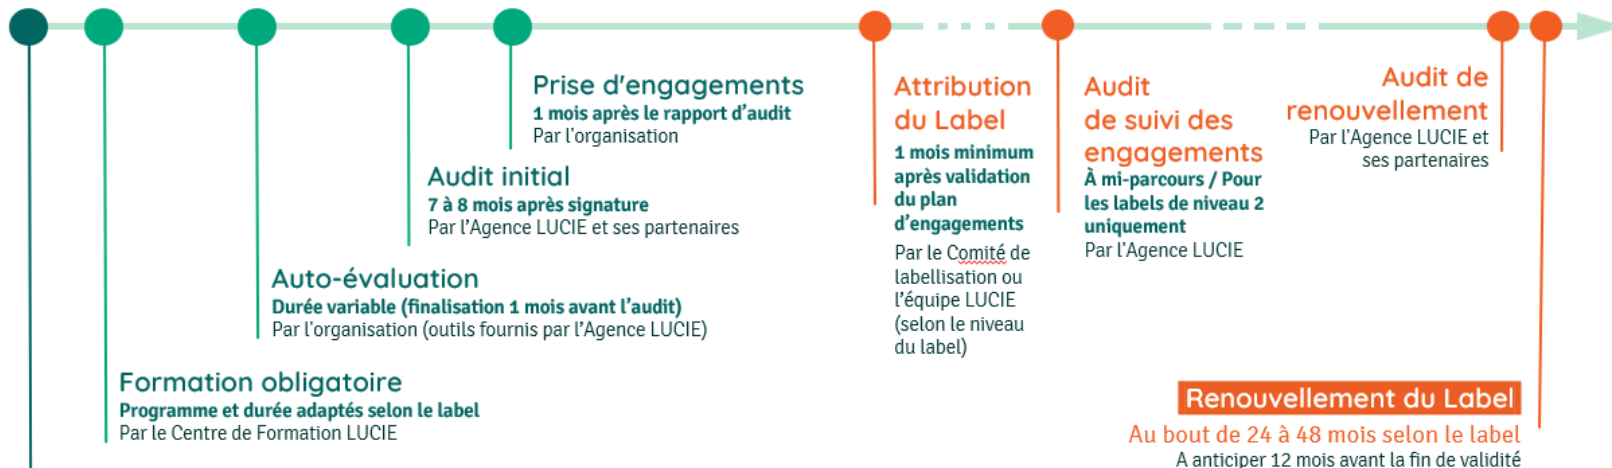 Prise d'engagements
1 mois après le rapport d’audit
Par l'organisation
Audit initial
7 à 8 mois après signature
Par l’Agence LUCIE et ses partenaires
Auto-évaluation
Durée variable (finalisation 1 mois avant l’audit)
Par l'organisation (outils fournis par l’Agence LUCIE)
Formation obligatoire
Programme et durée adaptés selon le label
Par le Centre de Formation LUCIE
Attribution
du Label
1 mois minimum
après validation
du plan
d’engagements
Par le Comité de
labellisation ou
l’équipe LUCIE
(selon le niveau
du label)
Audit
de suivi des
engagements
À mi-parcours / Pour
les labels de niveau 2
uniquement
Par l'Agence LUCIE
Audit de
renouvellement
Par l'Agence LUCIE et
ses partenaires
Renouvellement du Label
Au bout de 24 à 48 mois selon le label
A anticiper 12 mois avant la fin de validité